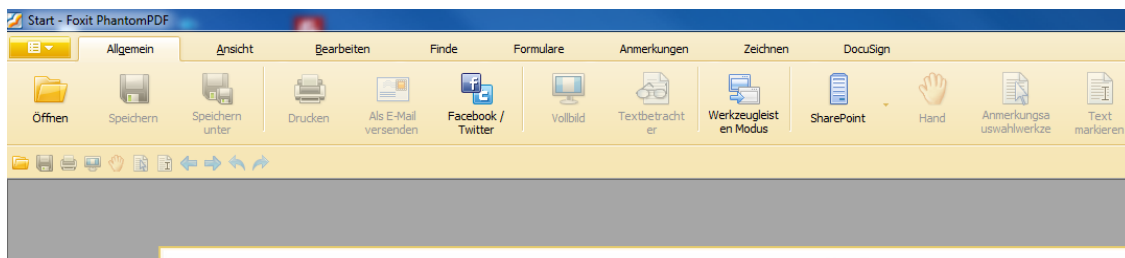 Start - Foxit PhantomPDF
Allgemein Ansicht Bearbeiten Finde Formulare Anmerkungen Zeichnen DocuSign
Öffnen Speichern Speichern Drucken Als E-Mail Facebook / Vollbild Textbetracht Werkzeugleist SharePoint Hand Anmerkungsa Text
unter versenden Twitter er en Modus uswahlwerkze markieren